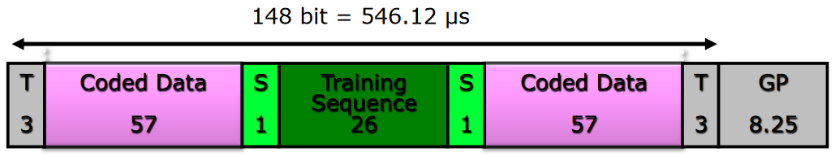 148 bit = 546.12 µs
T Coded Data S Training Sequence S Coded Data T GP
3 57 1 26 1 57 3 8.25